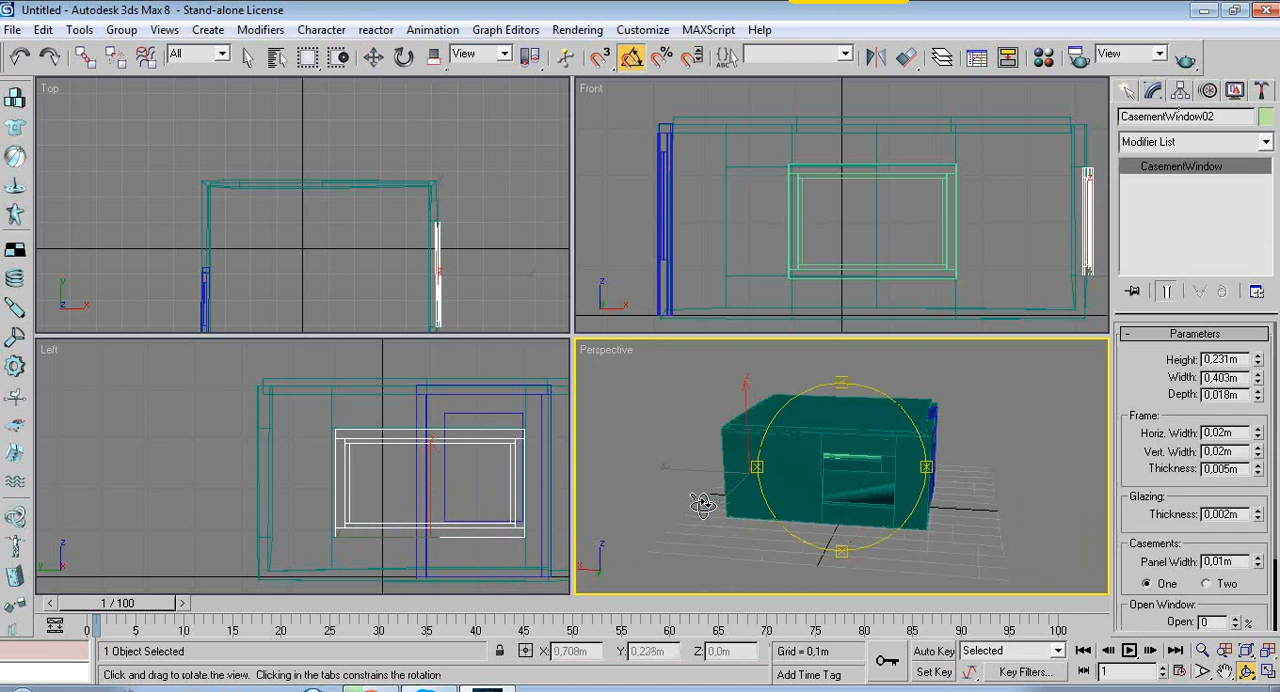 Untitled - Autodesk 3ds Max 8 - Stand-alone License
File Edit Tools Group Views Create Modifiers Character reactor Animation Graph Editors Rendering Customize MAXScript Help
All
View
View
Top
Front
Left
Perspective
CasementWindow02
Modifier List
CasementWindow
Parameters
Height: 0,231m
Width: 0,403m
Depth: 0,018m
Frame:
Horiz. Width: 0,02m
Vert. Width: 0,02m
Thickness: 0,005m
Glazing:
Thickness: 0,002m
Casements:
Panel Width: 0,01m
One Two
Open Window:
Open: 0 %
1 / 100
0 5 10 15 20 25 30 35 40 45 50 55 60 65 70 75 80 85 90 95 100
1 Object Selected X: 0,708m Y: 0,238m Z: 0,0m Grid = 0,1m Auto Key Selected
Click and drag to rotate the view. Clicking in the tabs constrains the rotation Add Time Tag Set Key Key Filters... 1